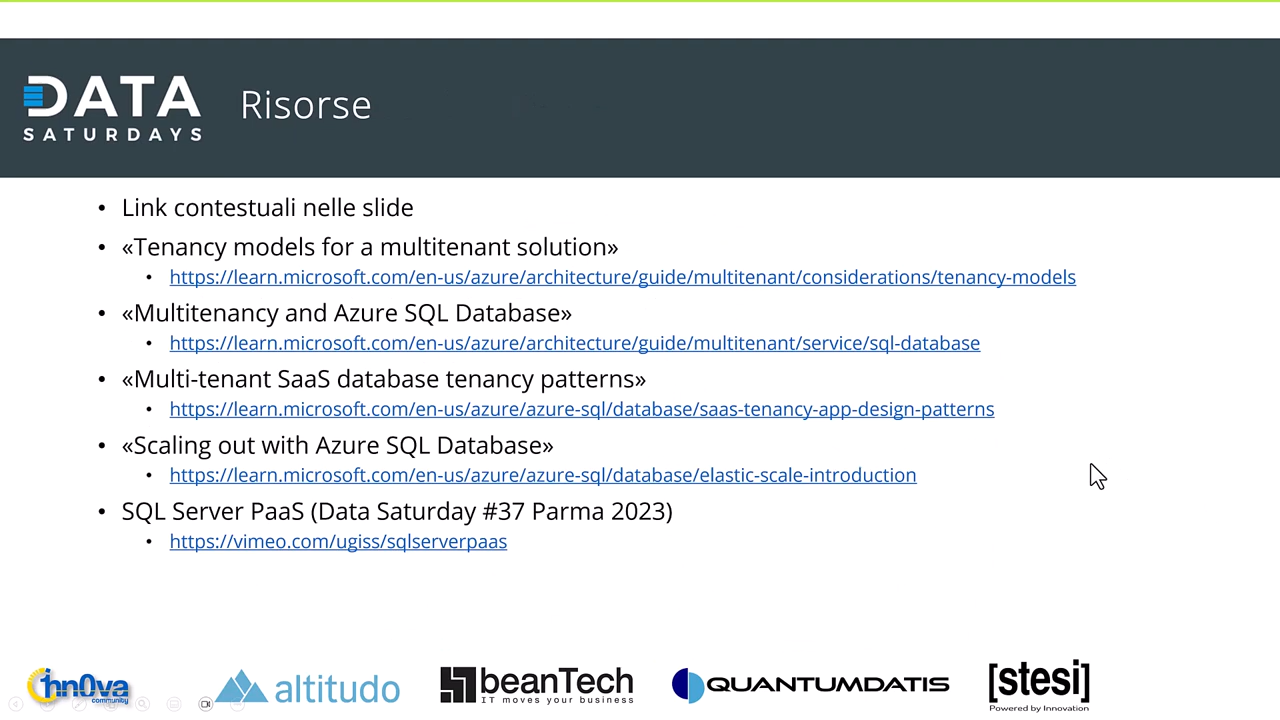 DATA
SATURDAYS
Risorse
• Link contestuali nelle slide
• «Tenancy models for a multitenant solution»
• https://learn.microsoft.com/en-us/azure/architecture/guide/multitenant/considerations/tenancy-models
• «Multitenancy and Azure SQL Database»
• https://learn.microsoft.com/en-us/azure/architecture/guide/multitenant/service/sql-database
• «Multi-tenant SaaS database tenancy patterns»
• https://learn.microsoft.com/en-us/azure/azure-sql/database/saas-tenancy-app-design-patterns
• «Scaling out with Azure SQL Database»
• https://learn.microsoft.com/en-us/azure/azure-sql/database/elastic-scale-introduction
• SQL Server PaaS (Data Saturday #37 Parma 2023)
• https://vimeo.com/ugiss/sqlserverpaas
1nn0va
community
altitudo
beanTech
IT moves your business
QUANTUMDATIS
[stesi]
Powered by Innovation